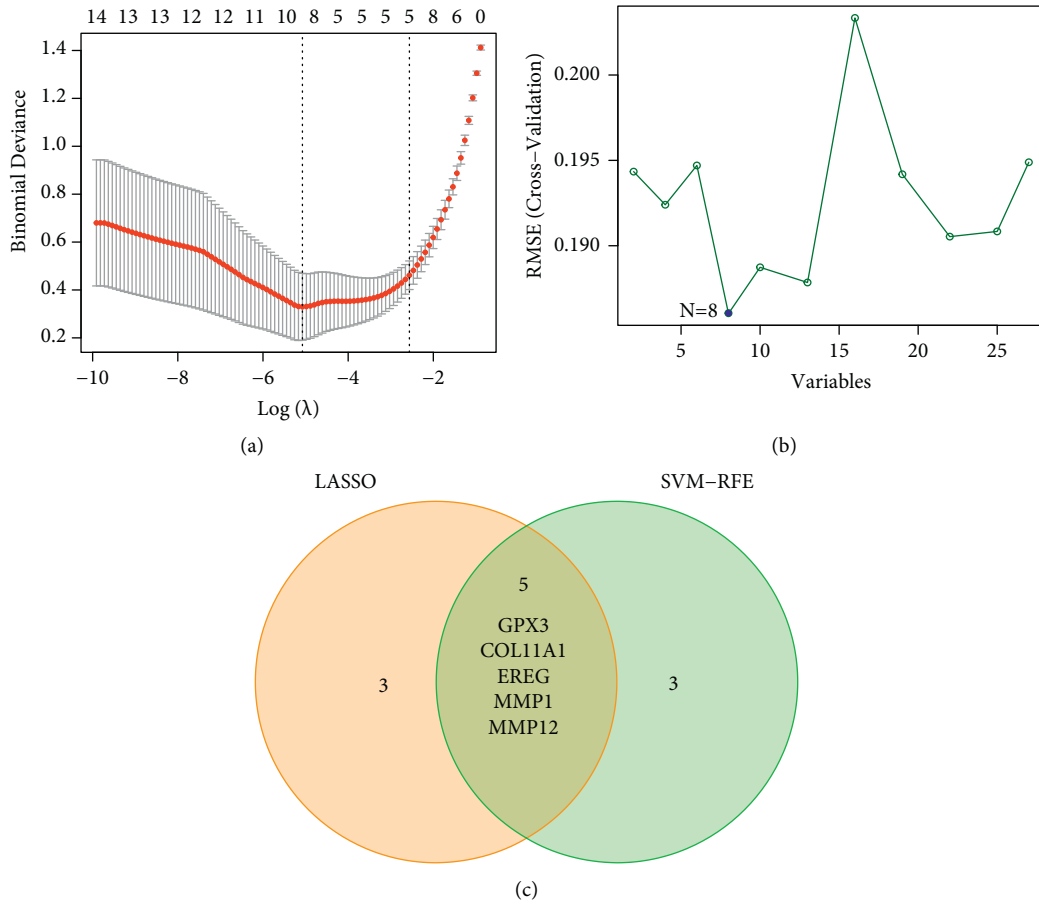 14 13 13 12 12 11 10 8 5 5 5 5 8 6 0
1.4
1.2
1.0
0.8
0.6
0.4
0.2
Binomial Deviance
−10 −8 −6 −4 −2
Log (λ)
(a)
0.200
0.195
0.190
RMSE (Cross−Validation)
N=8
5 10 15 20 25
Variables
(b)
LASSO SVM−RFE
5
GPX3
COL11A1
EREG
MMP1
MMP12
3 3
(c)